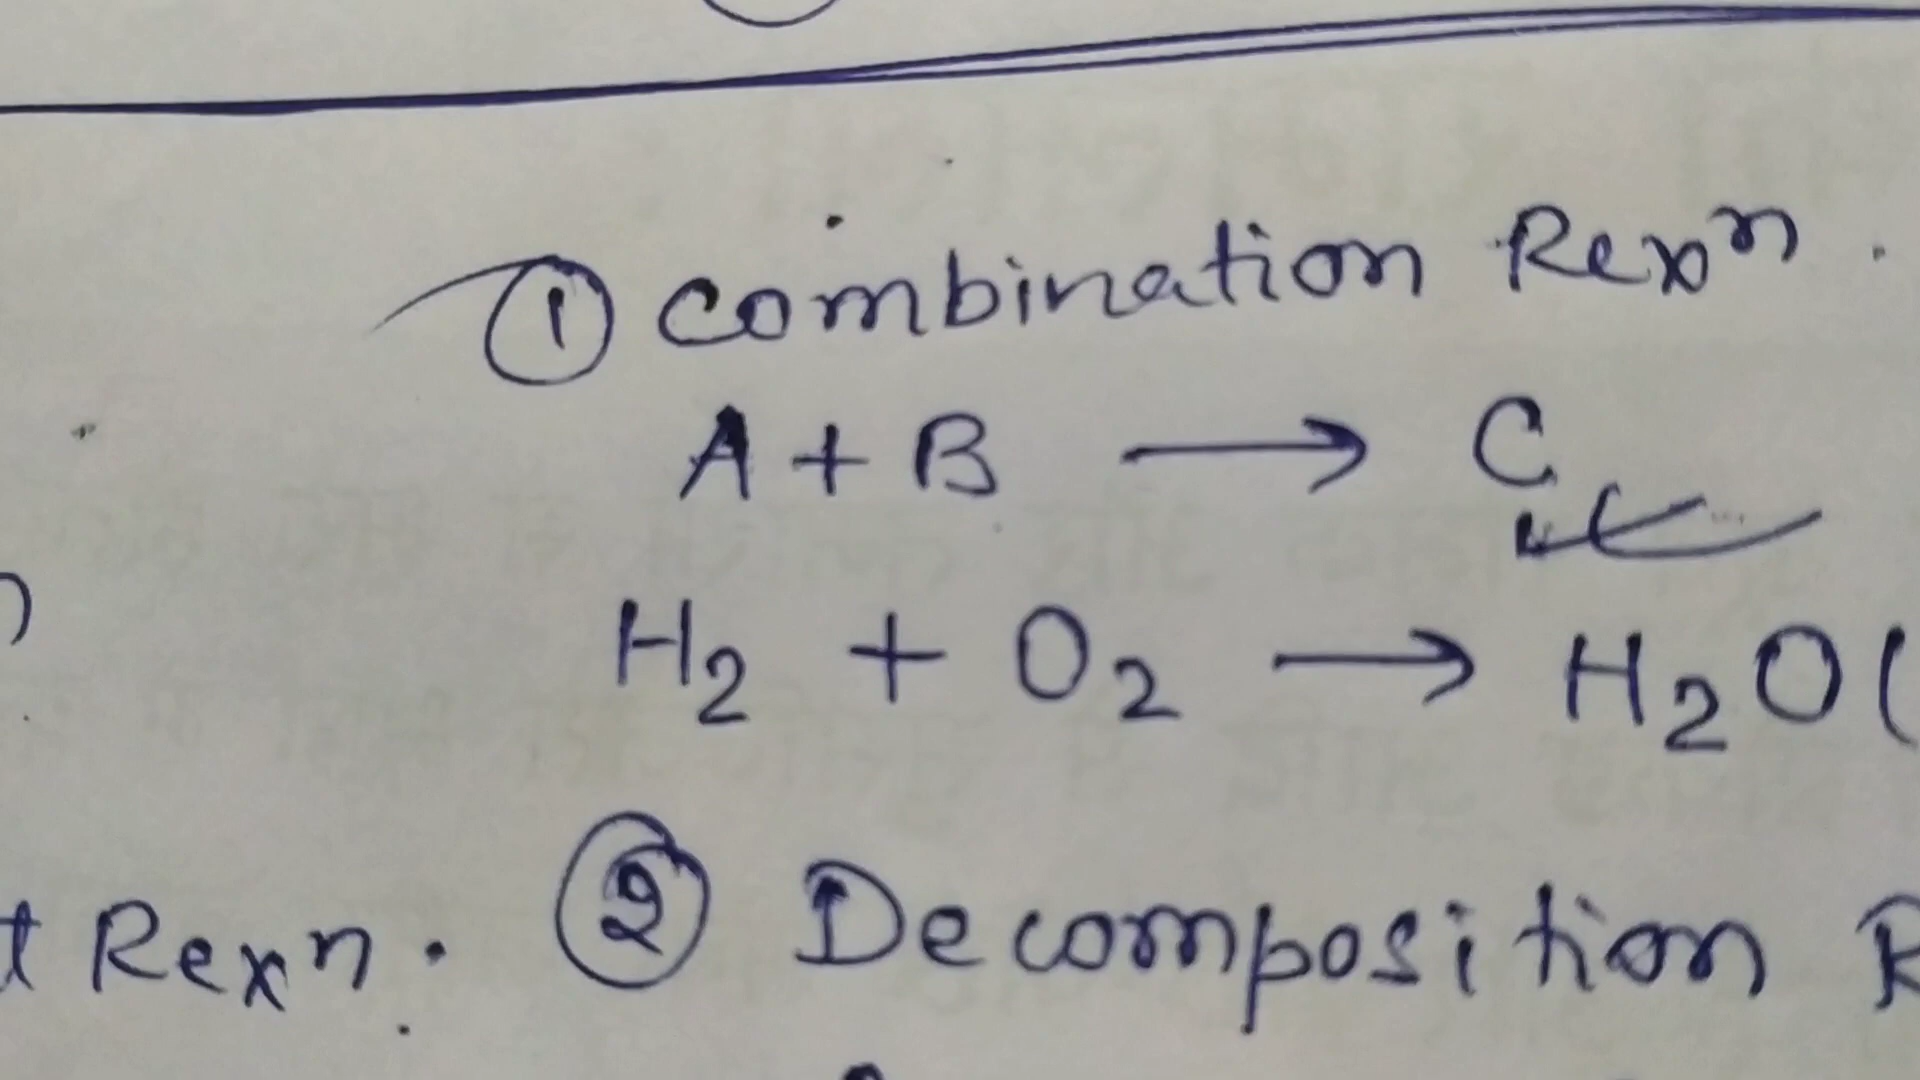 ① Combination Rexn.
A + B → C
H₂ + O₂ → H₂O(
t Rexn. ② Decomposition R